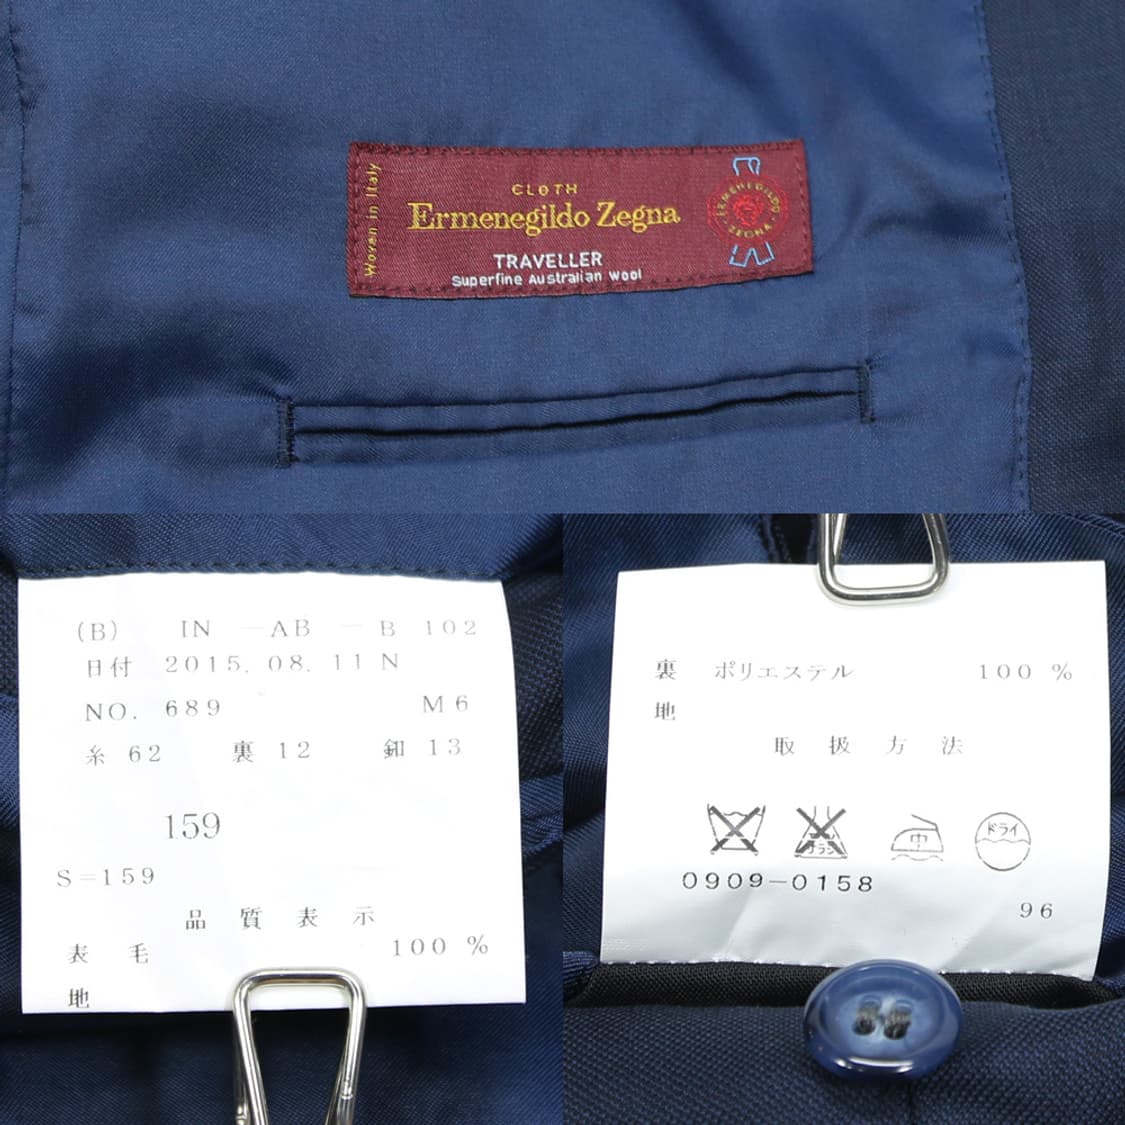 Woven in Italy
CLOTH
Ermenegildo Zegna
TRAVELLER
Superfine Australian Wool
ERMENEGILDO
ZEGNA
(B) IN -AB - B 102
日付 2015.08.11 N
NO. 689 M6
糸 62 裏 12 釦 13
159
S=159
品質表示
表地 毛 100 %
裏地 ポリエステル 100 %
取扱方法
中 ドライ
0909-0158
96